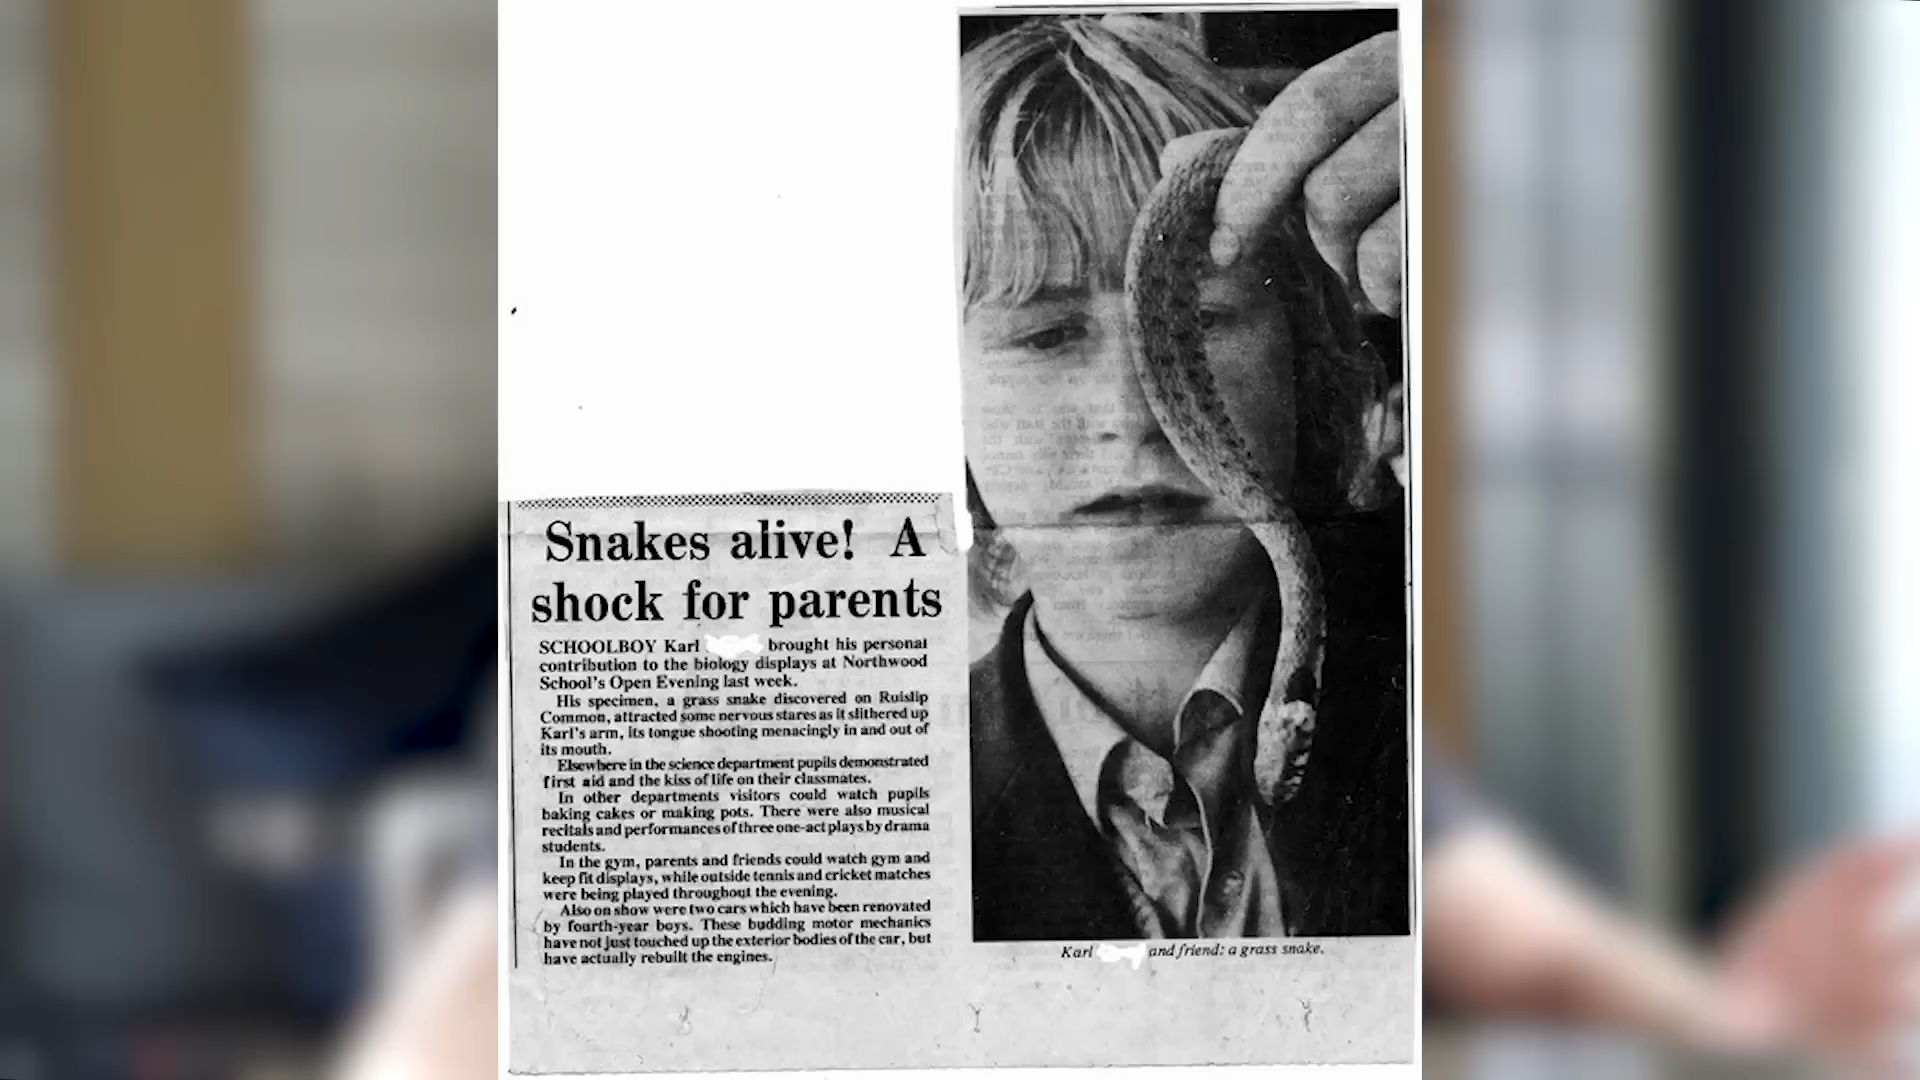 Snakes alive! A
shock for parents
SCHOOLBOY Karl brought his personal
contribution to the biology displays at Northwood
School's Open Evening last week.
His specimen, a grass snake discovered on Ruislip
Common, attracted some nervous stares as it slithered up
Karl's arm, its tongue shooting menacingly in and out of
its mouth.
Elsewhere in the science department pupils demonstrated
first aid and the kiss of life on their classmates.
In other departments visitors could watch pupils
baking cakes or making pots. There were also musical
recitals and performances of three one-act plays by drama
students.
In the gym, parents and friends could watch gym and
keep fit displays, while outside tennis and cricket matches
were being played throughout the evening.
Also on show were two cars which have been renovated
by fourth-year boys. These budding motor mechanics
have not just touched up the exterior bodies of the car, but
have actually rebuilt the engines.
Karl and friend: a grass snake.